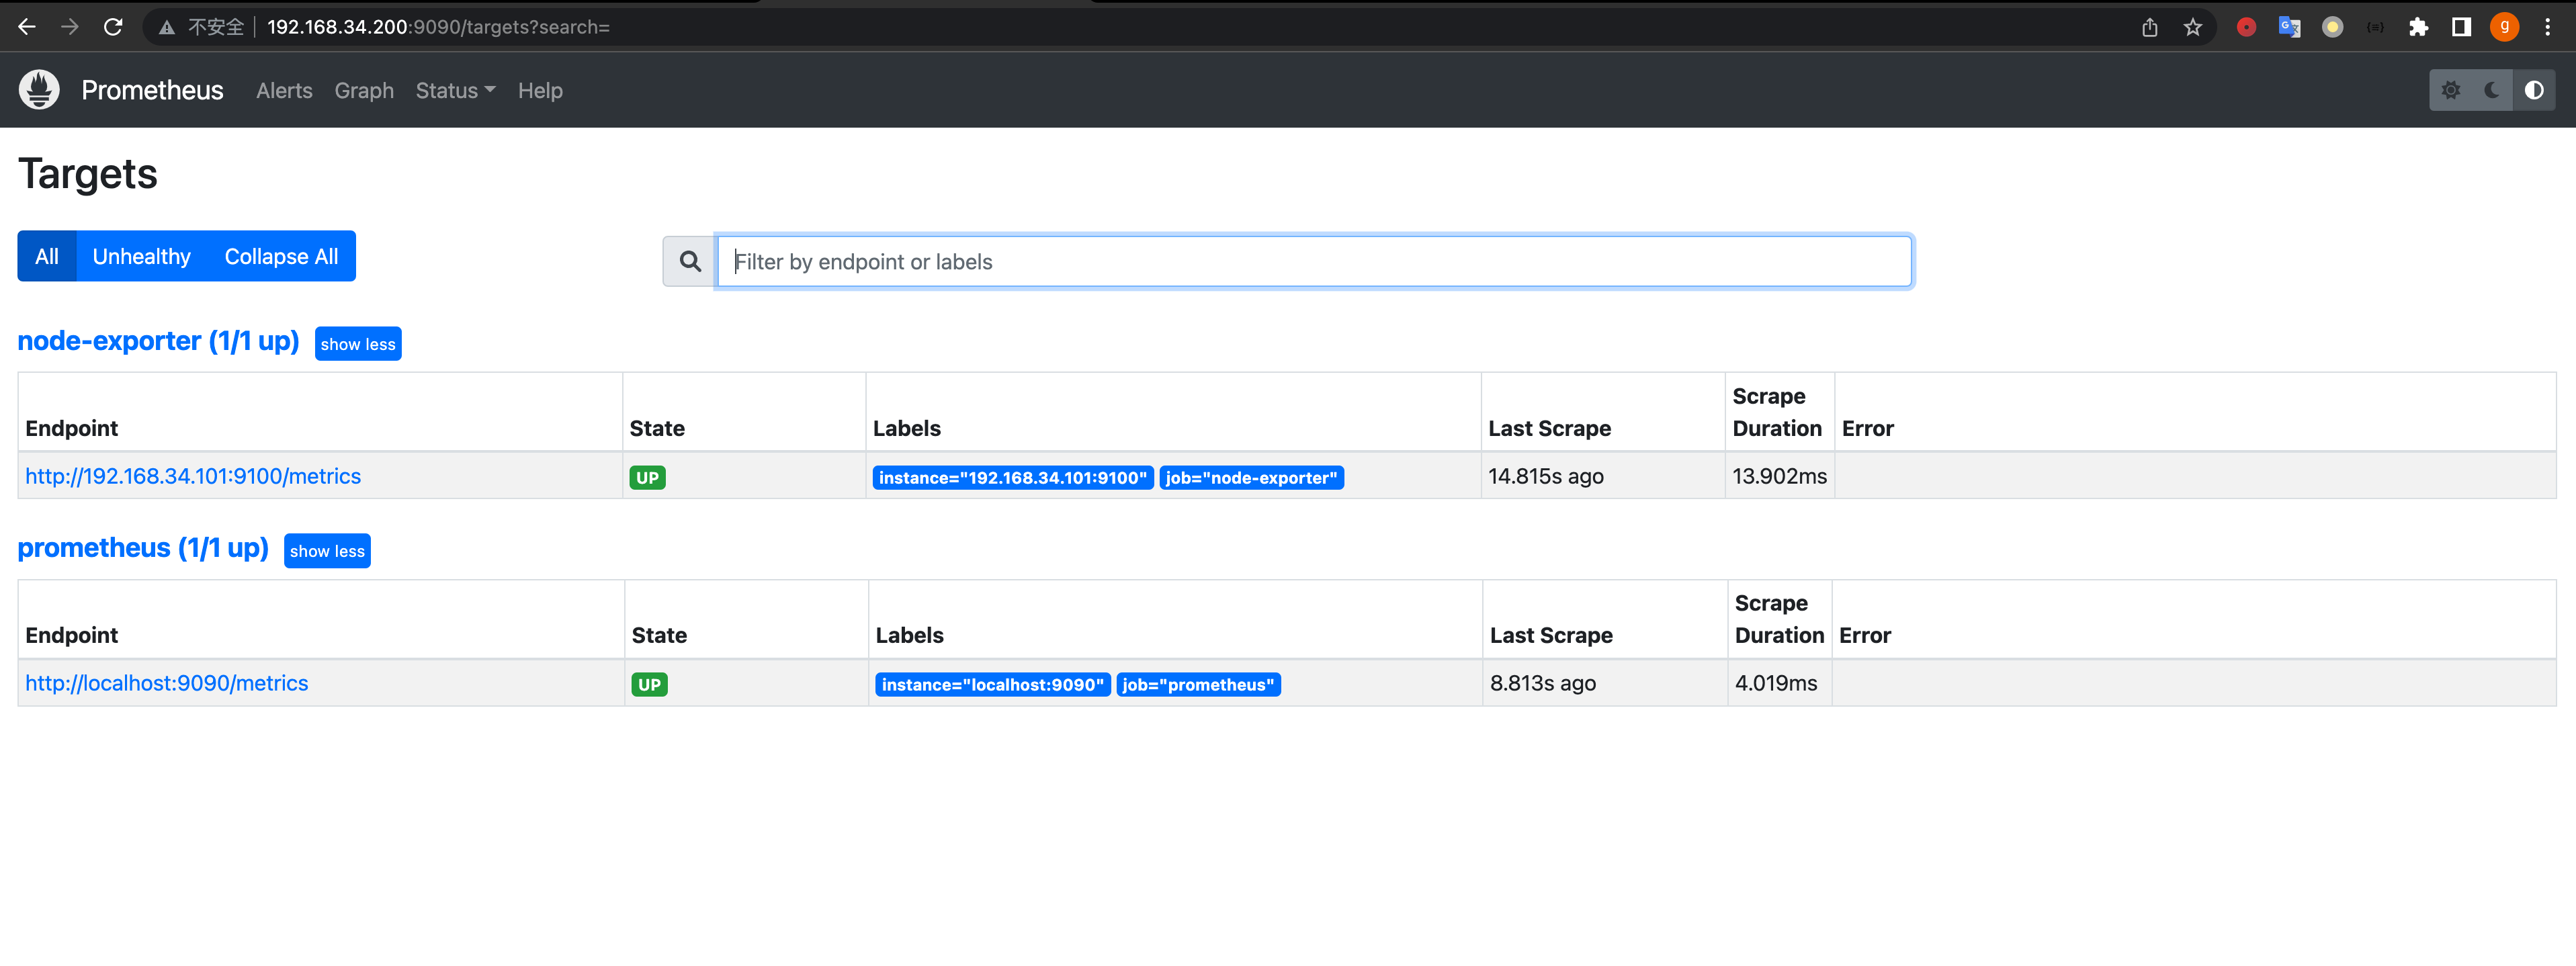 不安全 192.168.34.200:9090/targets?search=
g
Prometheus Alerts Graph Status Help
Targets
All Unhealthy Collapse All
Filter by endpoint or labels
node-exporter (1/1 up) show less
Endpoint State Labels Last Scrape Scrape Duration Error
http://192.168.34.101:9100/metrics UP instance="192.168.34.101:9100" job="node-exporter" 14.815s ago 13.902ms
prometheus (1/1 up) show less
Endpoint State Labels Last Scrape Scrape Duration Error
http://localhost:9090/metrics UP instance="localhost:9090" job="prometheus" 8.813s ago 4.019ms